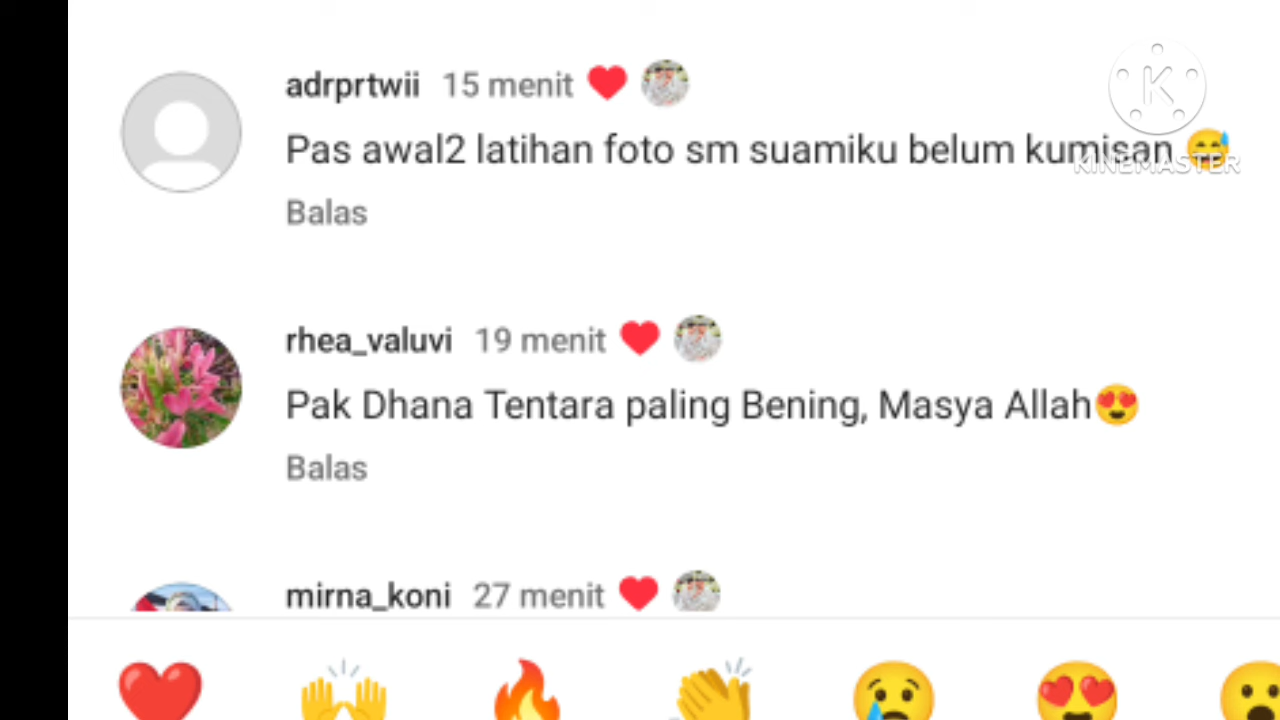 adrprtwii 15 menit
Pas awal2 latihan foto sm suamiku belum kumisan 😅
KINEMASTER
Balas
rhea_valuvi 19 menit
Pak Dhana Tentara paling Bening, Masya Allah😍
Balas
mirna_koni 27 menit